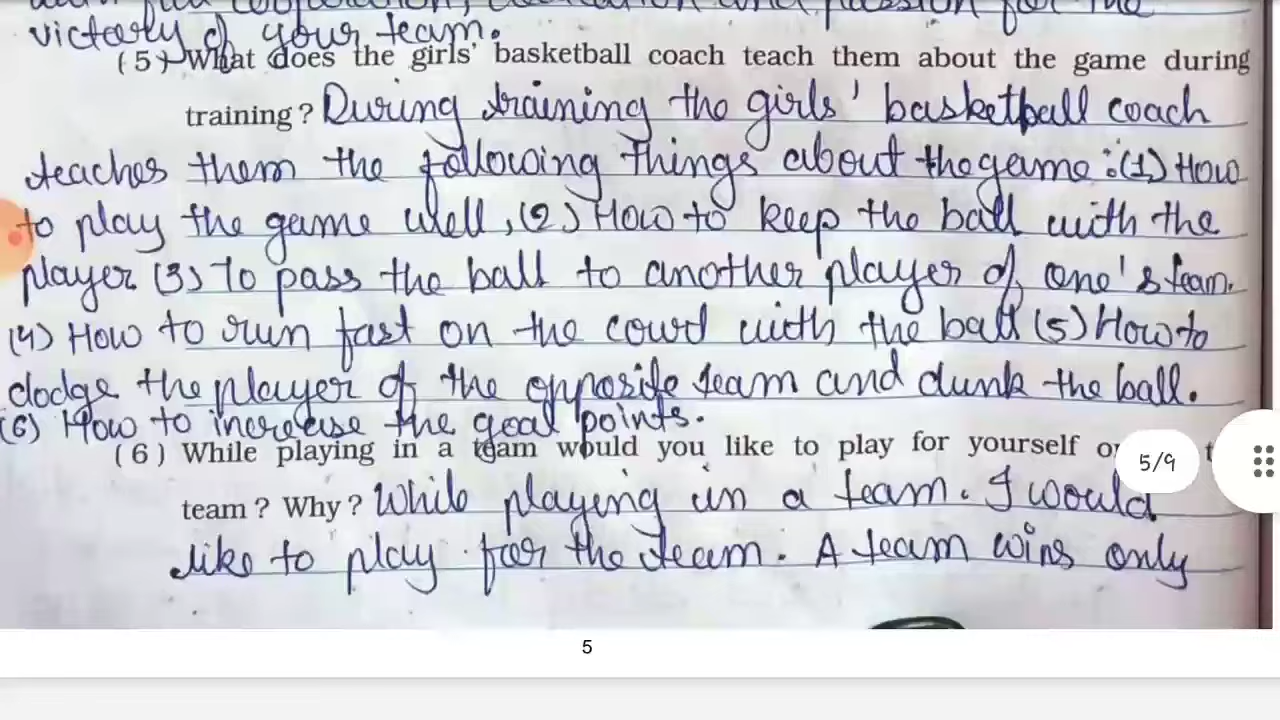 victorly of your team.
(5) What does the girls' basketball coach teach them about the game during
training? During training the girls' basketball coach
teaches them the following things about the game:(1) How
to play the game well,(2) How to keep the ball with the
player (3) To pass the ball to another player of one's team.
(4) How to run fast on the court with the ball (5) How to
dodge the player of the opposite team and dunk the ball.
(6) How to increase the goal points.
(6) While playing in a team would you like to play for yourself
5/9
team? Why? While playing in a team. I would
like to play for the team. A team wins only
5